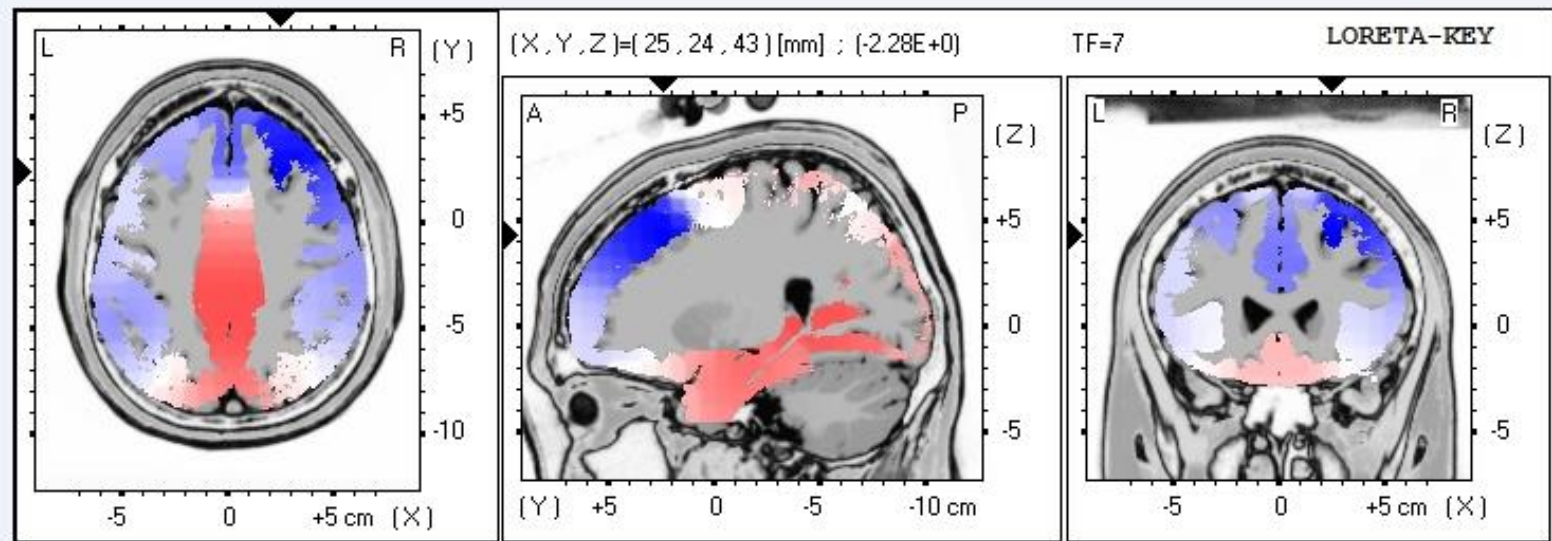 (X, Y, Z)=(25, 24, 43) [mm] ; (-2.28E+0) TF=7 LORETA-KEY
L R (Y)
+5
0
-5
-10
-5 0 +5 cm (X)
A P (Z)
+5
0
-5
(Y) +5 0 -5 -10 cm
L R (Z)
+5
0
-5
-5 0 +5 cm (X)